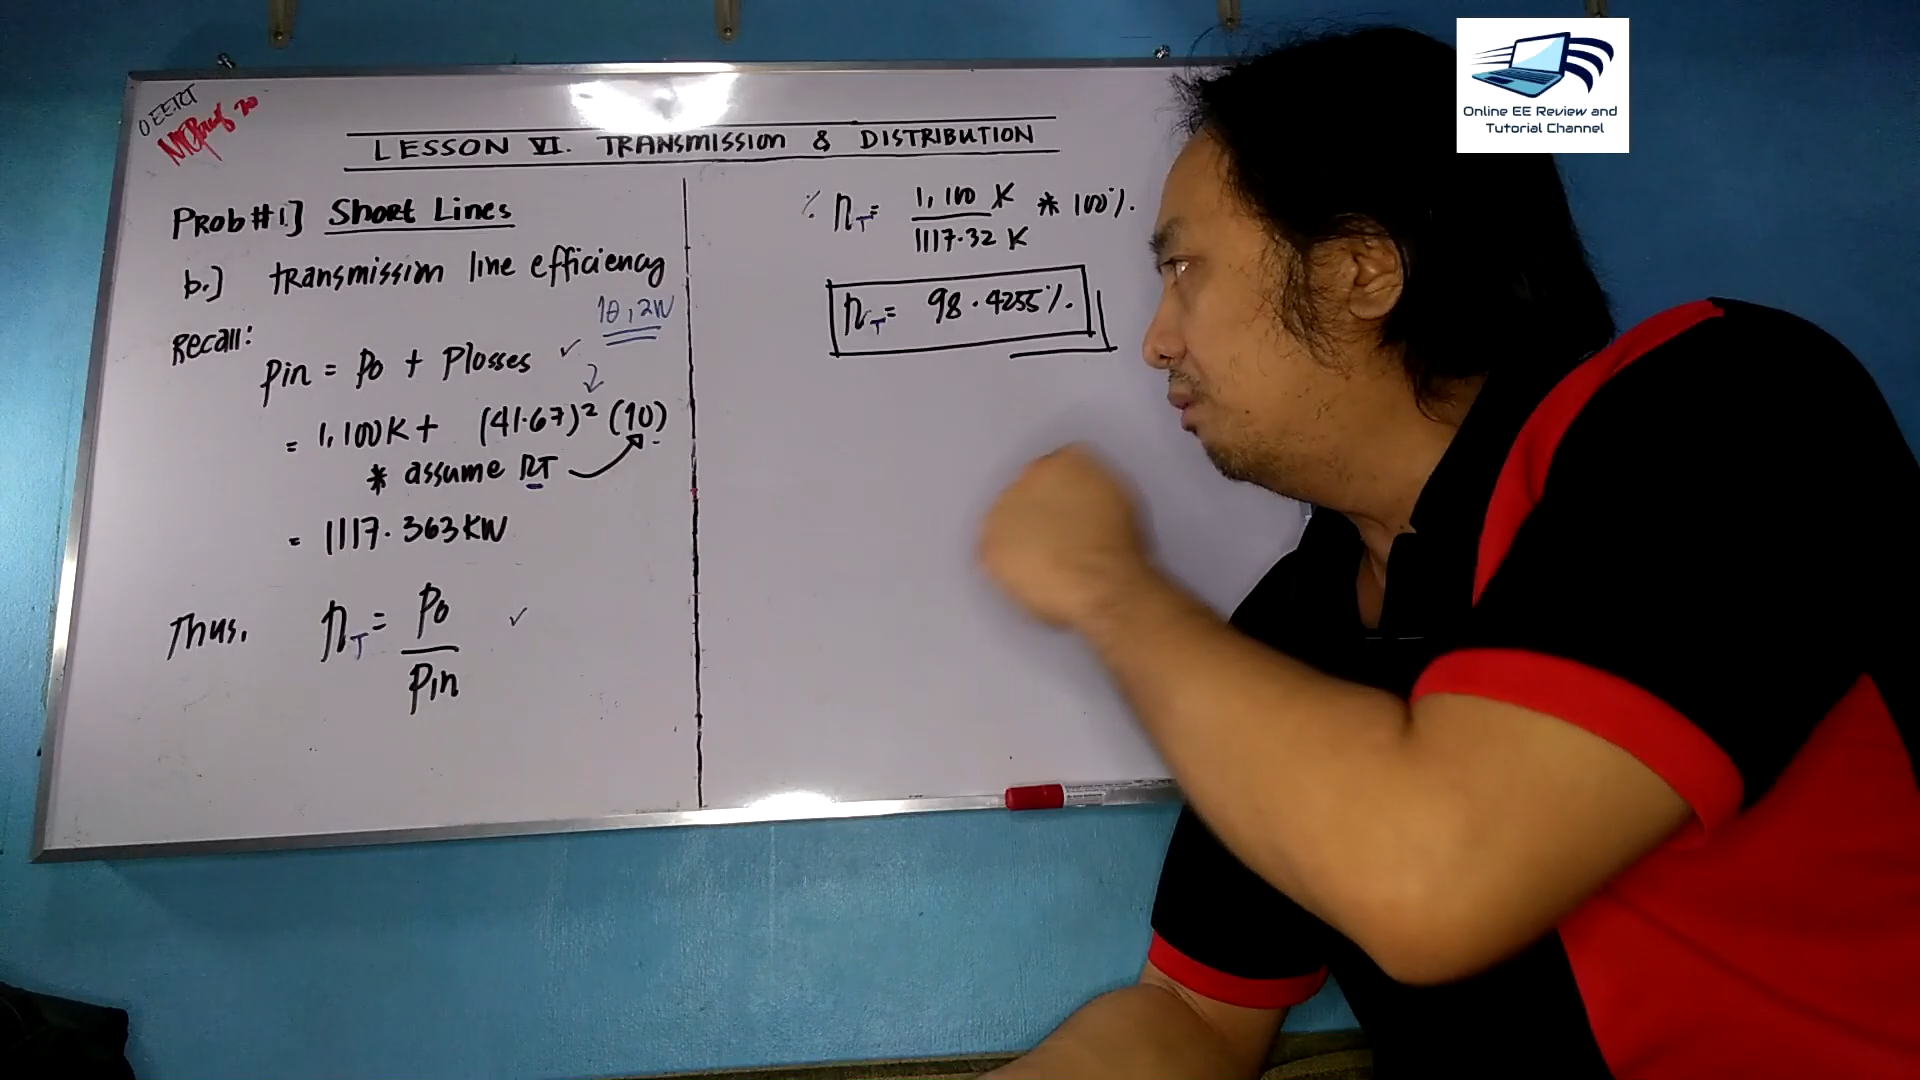 OEERT
LESSON VI. TRANSMISSION & DISTRIBUTION
Prob#1.] Short Lines
b.] transmission line efficiency
1Ø, 2W
Recall:
Pin = Po + Plosses ✓
= 1,100K + (41.67)² (10)
* assume RT
= 1117.363KW
Thus, ηT = Po / Pin ✓
% ηT = 1,100 K / 1117.32 K * 100%.
ηT = 98.4255%.
Online EE Review and
Tutorial Channel